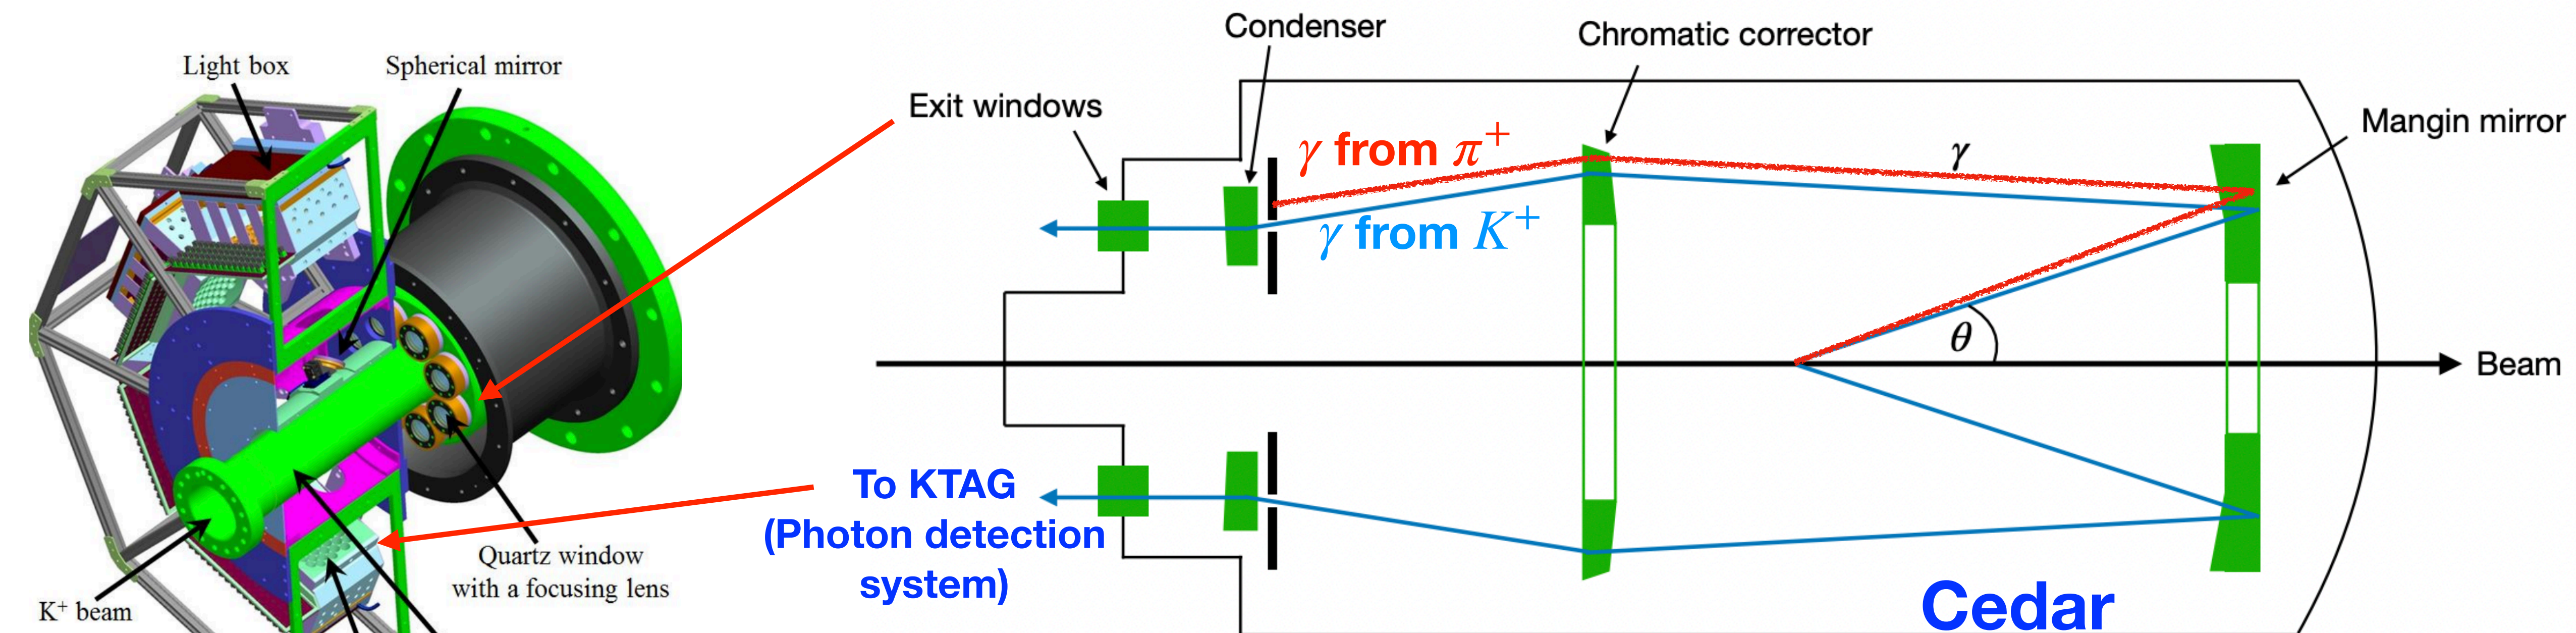 Light box
Spherical mirror
Quartz window
with a focusing lens
K⁺ beam
Condenser
Chromatic corrector
Exit windows
Mangin mirror
γ from π⁺
γ
γ from K⁺
θ
Beam
To KTAG
(Photon detection
system)
Cedar